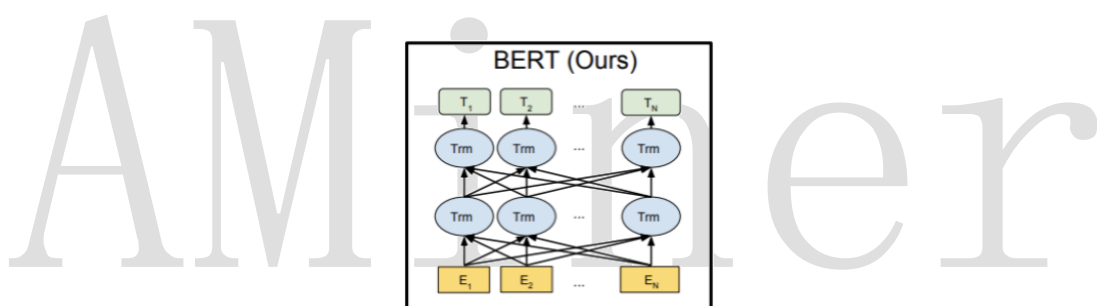 AMiner
BERT (Ours)
T1 T2 ... TN
Trm Trm ... Trm
Trm Trm ... Trm
E1 E2 ... EN